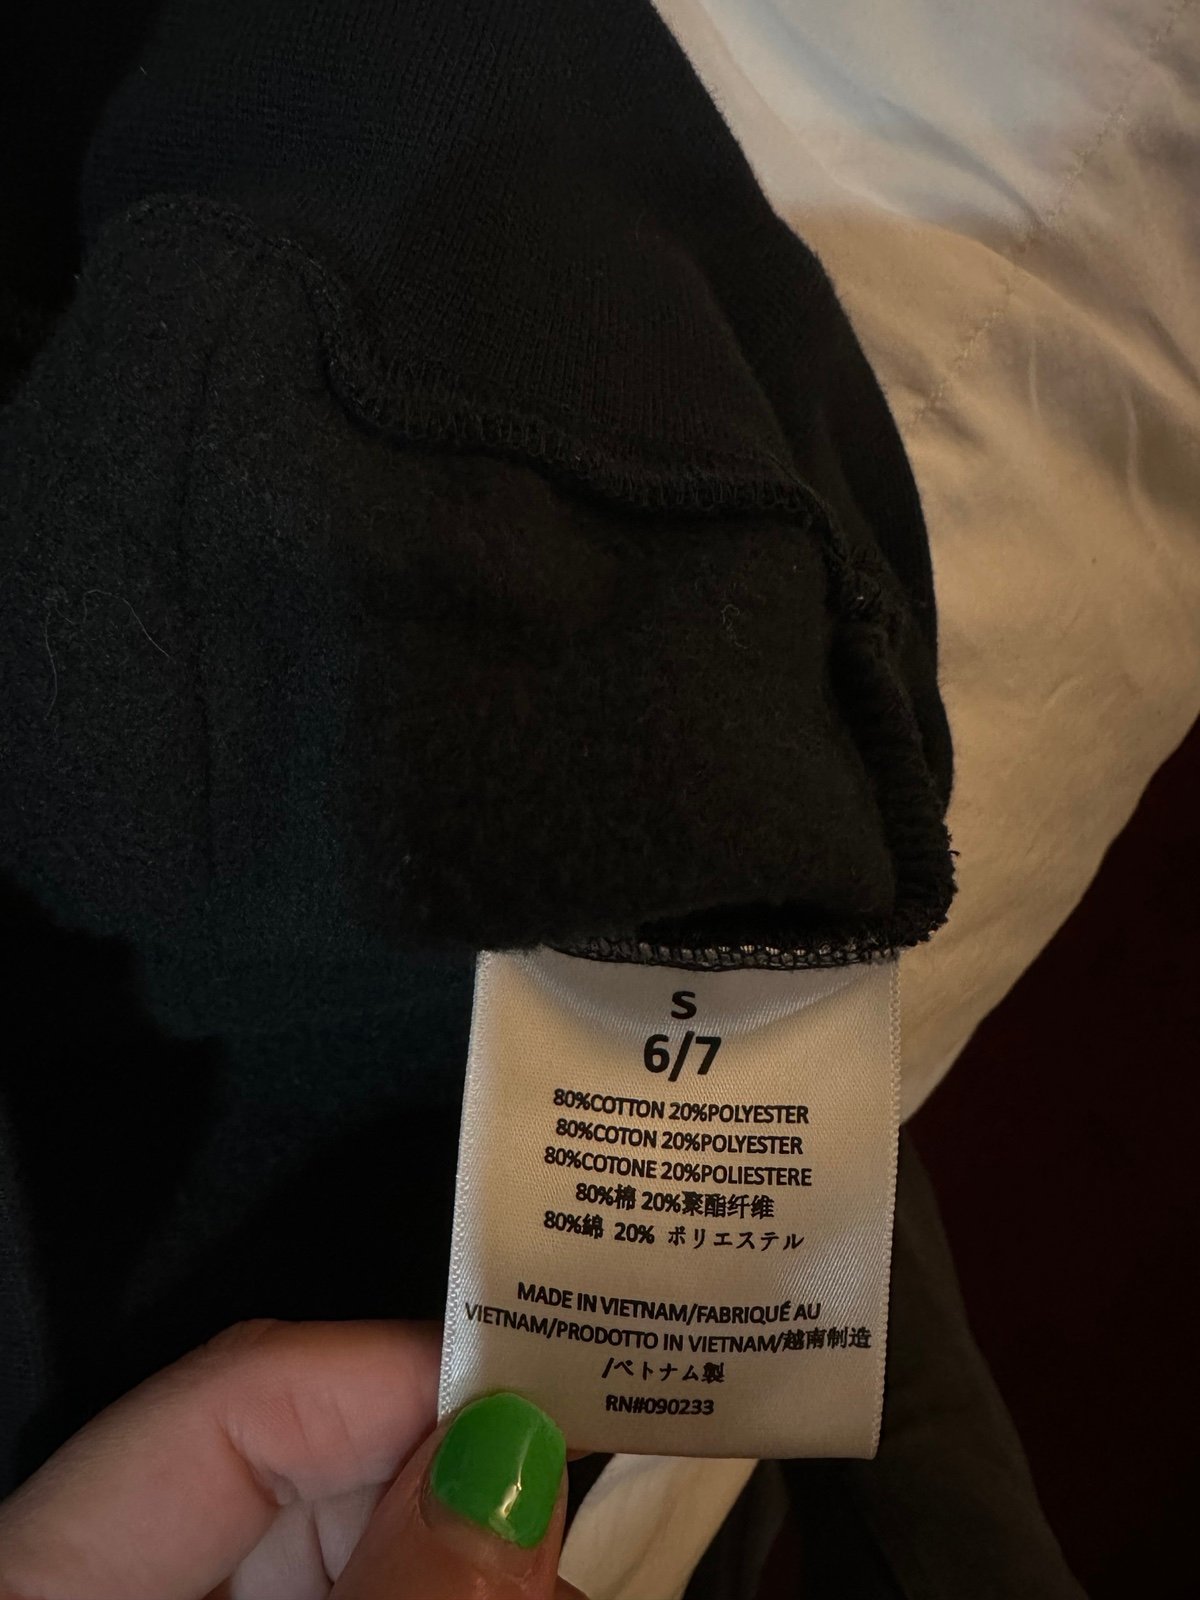 S
6/7
80%COTTON 20%POLYESTER
80%COTON 20%POLYESTER
80%COTONE 20%POLIESTERE
80%棉 20%聚酯纤维
80%綿 20% ポリエステル
MADE IN VIETNAM/FABRIQUÉ AU
VIETNAM/PRODOTTO IN VIETNAM/越南制造
/ベトナム製
RN#090233